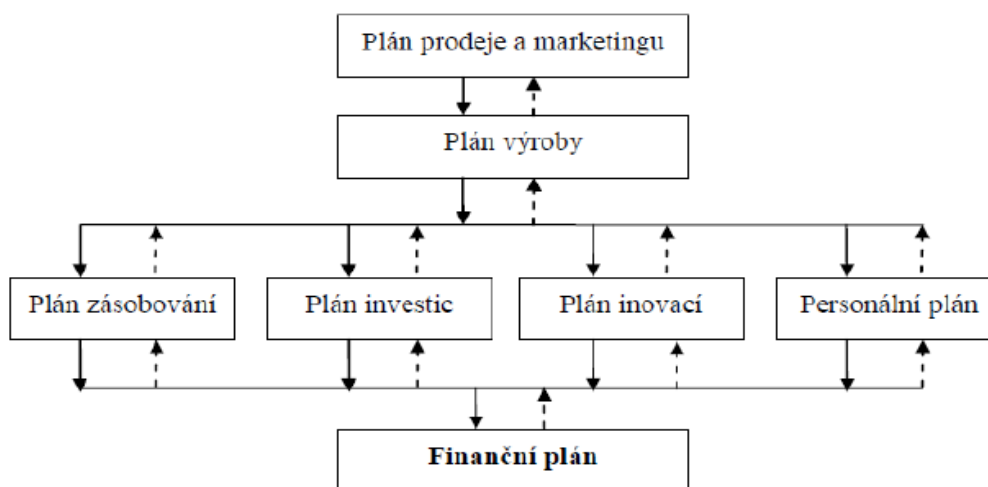 Plán prodeje a marketingu
Plán výroby
Plán zásobování
Plán investic
Plán inovací
Personální plán
Finanční plán